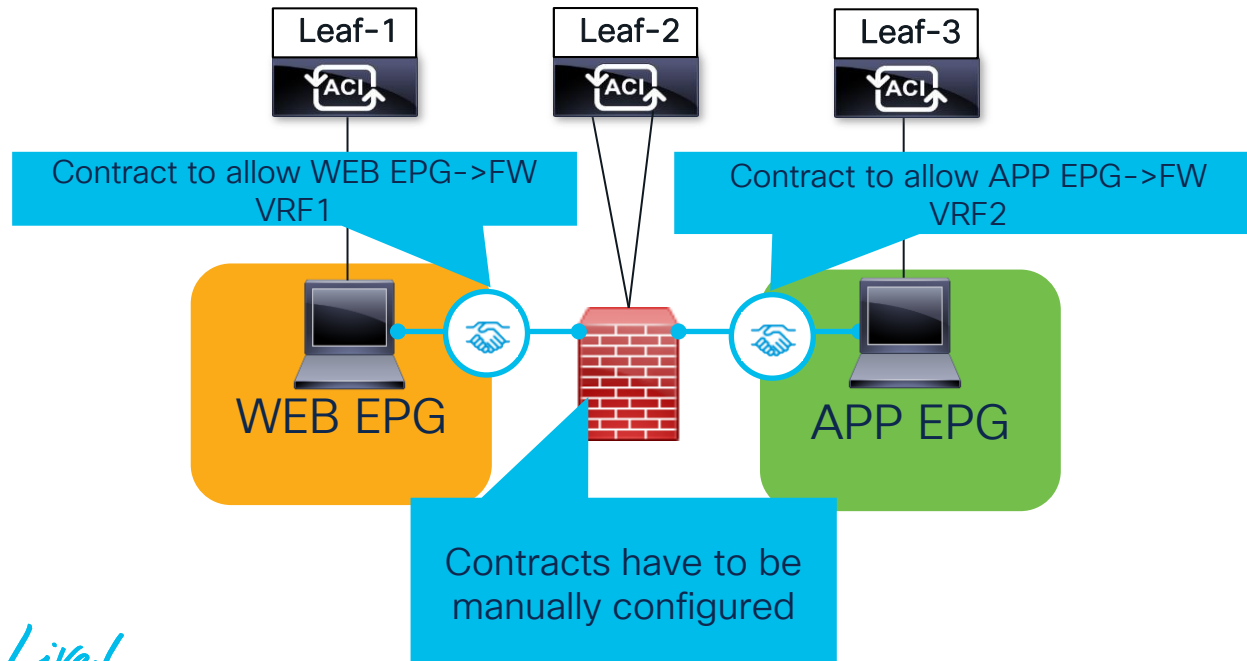 Leaf-1
Leaf-2
Leaf-3
ACI
ACI
ACI
Contract to allow WEB EPG->FW
VRF1
Contract to allow APP EPG->FW
VRF2
WEB EPG
APP EPG
Contracts have to be
manually configured
Live!